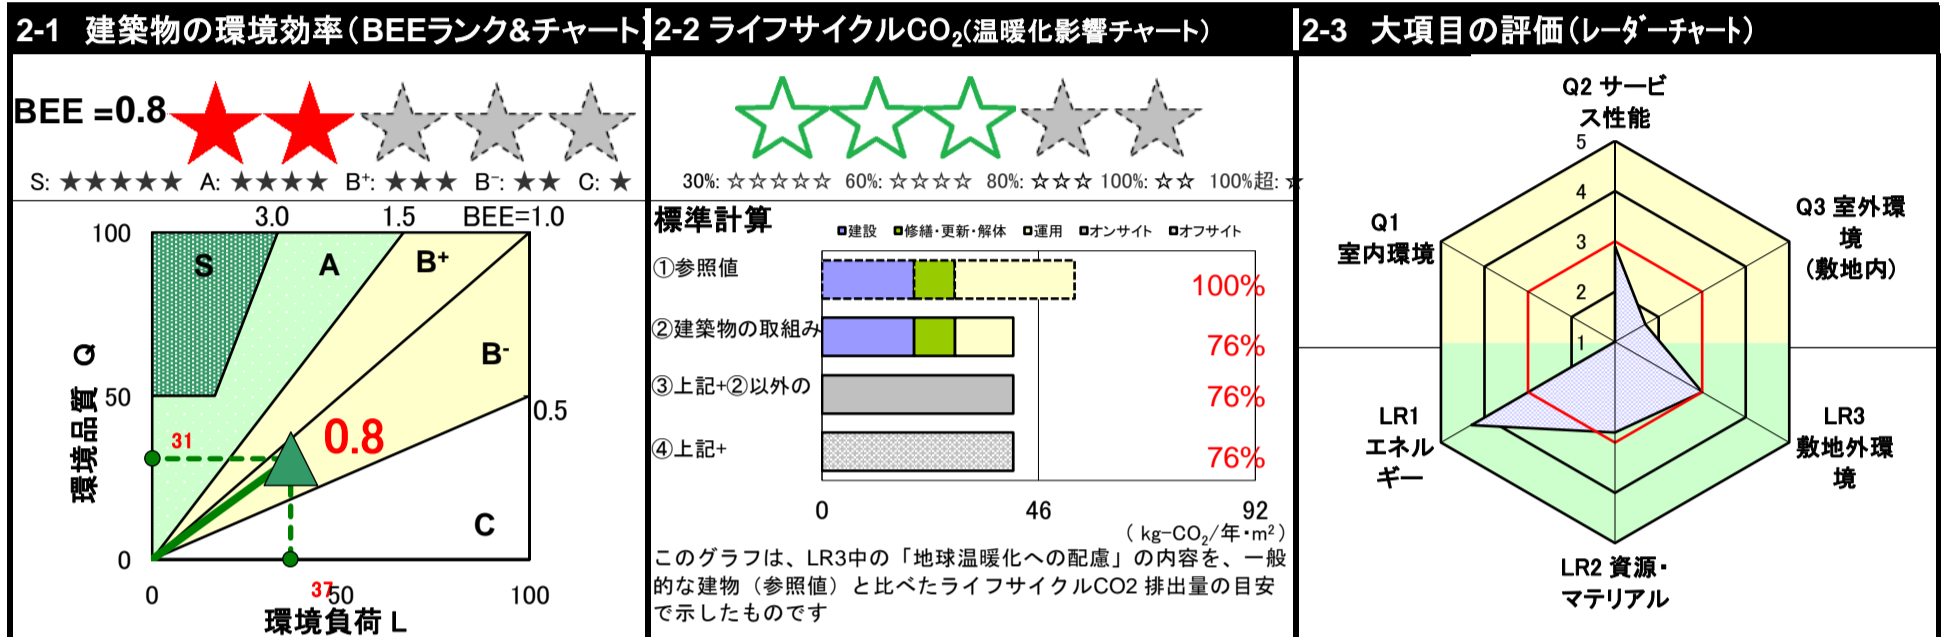 2-1 建築物の環境効率(BEEランク&チャート)
BEE =0.8
S: ★★★★★ A: ★★★★ B⁺: ★★★ B⁻: ★★ C: ★
3.0 1.5 BEE=1.0
100
S A B⁺
B⁻
50
0.5
31
0.8
環境品質 Q
C
0
37
0 50 100
環境負荷 L
2-2 ライフサイクルCO₂(温暖化影響チャート)
30%: ☆☆☆☆☆ 60%: ☆☆☆☆ 80%: ☆☆☆ 100%: ☆☆ 100%超: ☆
標準計算
建設 修繕・更新・解体 運用 オンサイト オフサイト
①参照値 100%
②建築物の取組み 76%
③上記+②以外の 76%
④上記+ 76%
0 46 92
( kg-CO₂/年・m²)
このグラフは、LR3中の「地球温暖化への配慮」の内容を、一般
的な建物(参照値)と比べたライフサイクルCO2 排出量の目安
で示したものです
2-3 大項目の評価(レーダーチャート)
Q2 サービ
ス性能
5
4
3
2
1
Q1
室内環境
Q3 室外環
境
(敷地内)
LR1
エネル
ギー
LR3
敷地外環
境
LR2 資源・
マテリアル